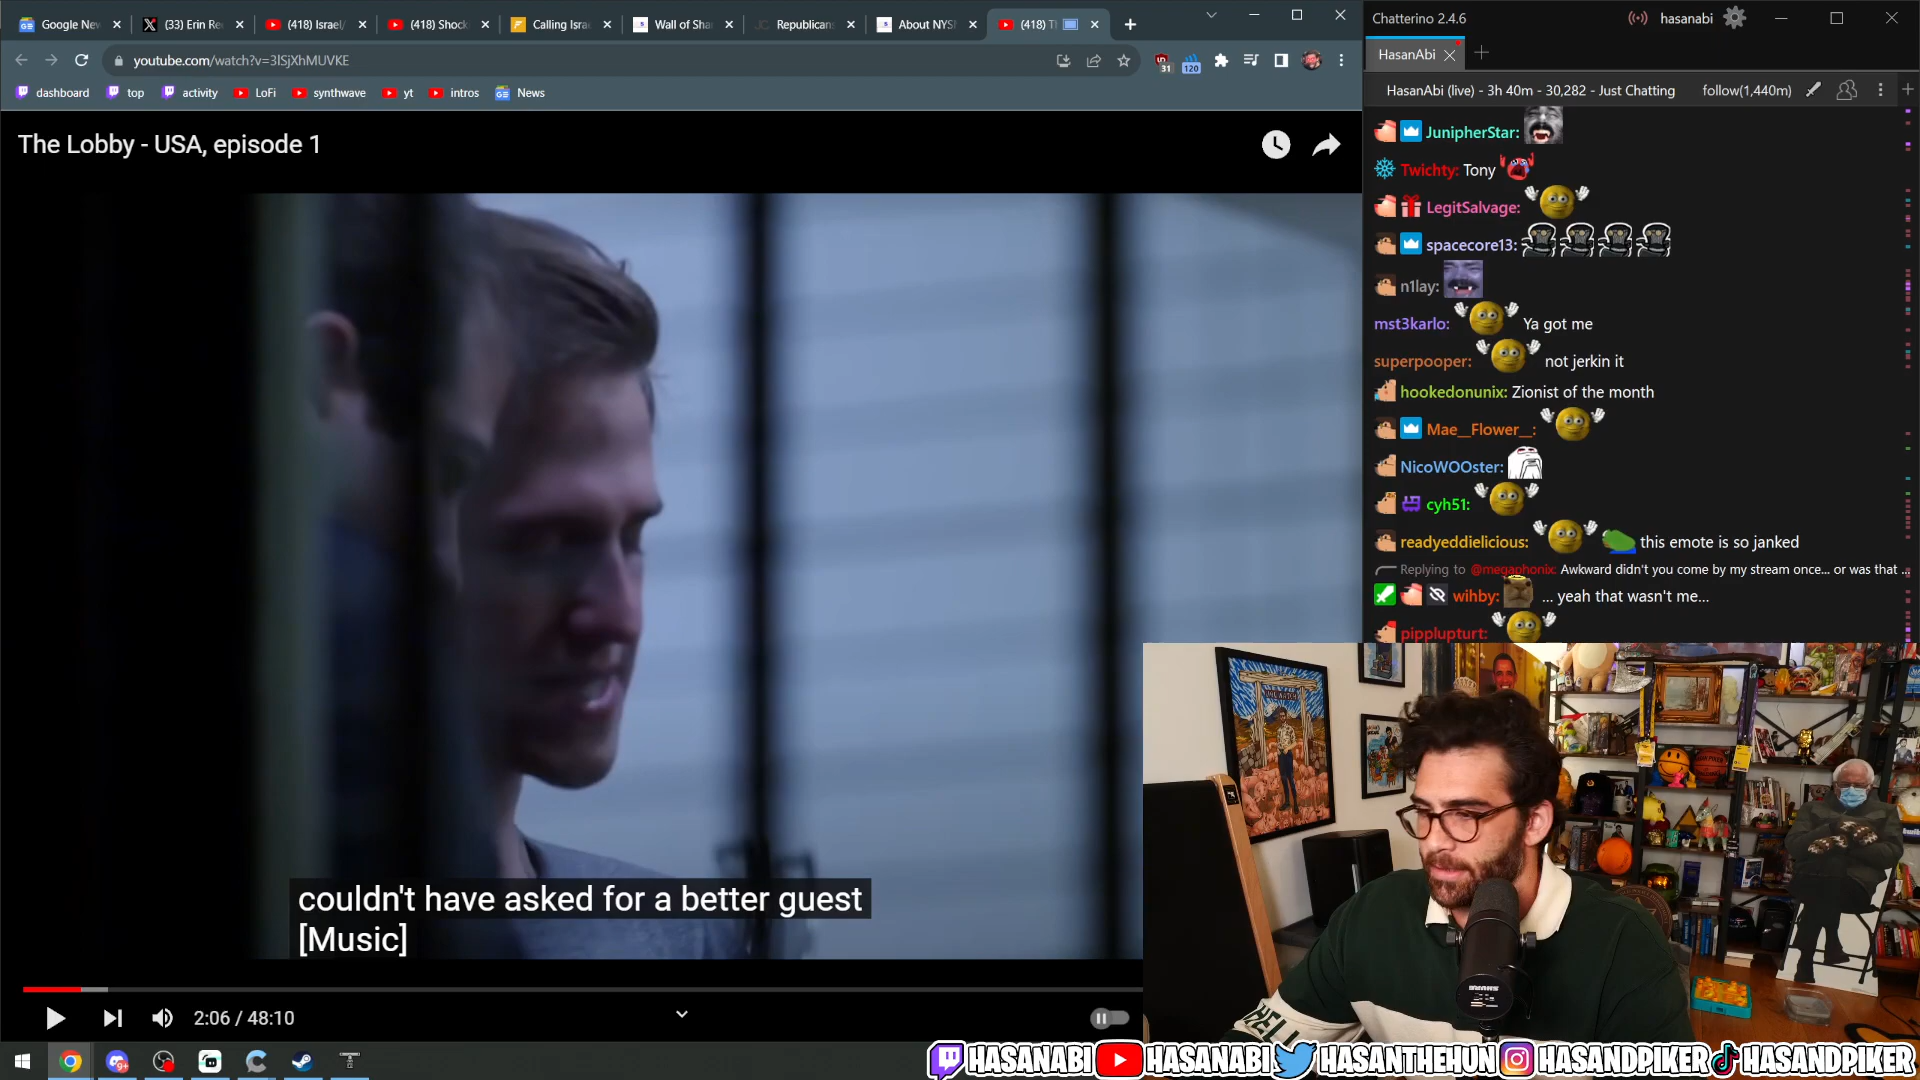 Google Nev
(33) Erin Re
(418) Israel/
(418) Shock
Calling Isra
Wall of Sha
Republican
About NYS
(418) T
youtube.com/watch?v=3lSjXhMUVKE
31
120
dashboard
top
activity
LoFi
synthwave
yt
intros
News
The Lobby - USA, episode 1
couldn't have asked for a better guest
[Music]
2:06 / 48:10
Chatterino 2.4.6
hasanabi
HasanAbi
HasanAbi (live) - 3h 40m - 30,282 - Just Chatting
follow(1,440m)
JunipherStar:
Twichty: Tony
LegitSalvage:
spacecore13:
n1lay:
mst3karlo: Ya got me
superpooper: not jerkin it
hookedonunix: Zionist of the month
Mae__Flower__:
NicoWOOster:
cyh51:
readyeddielicious: this emote is so janked
Replying to @megaphonix: Awkward didn't you come by my stream once... or was that ...
wihby: ... yeah that wasn't me...
pipplupturt:
HASANABI
HASANABI
HASANTHEHUN
HASANDPIKER
HASANDPIKER